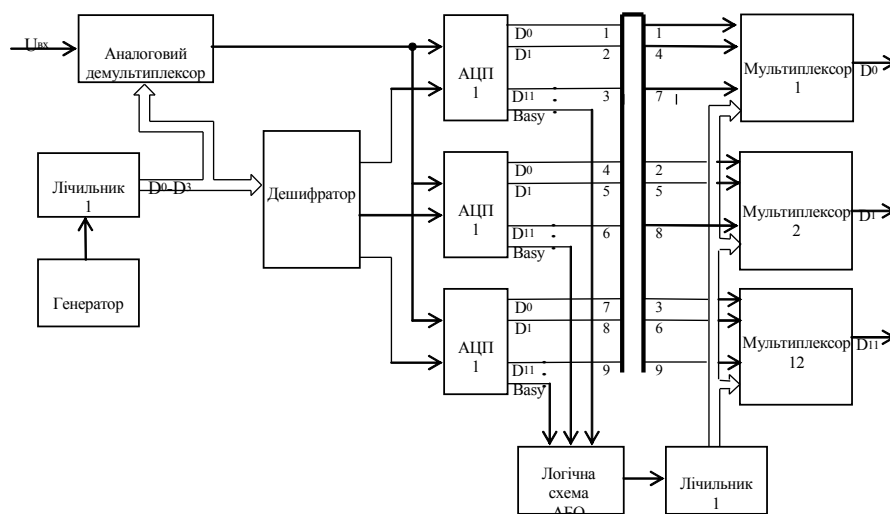 Uвх
Аналоговий
демультиплексор
Лічильник
1
D0-D3
Генератор
Дешифратор
АЦП
1
D0
D1
D11
Basy
1
2
3
1
4
7
Мультиплексор
1
D0
АЦП
1
D0
D1
D11
Basy
4
5
6
2
5
8
Мультиплексор
2
D1
АЦП
1
D0
D1
D11
Basy
7
8
9
3
6
9
Мультиплексор
12
D11
Логічна
схема
АБО
Лічильник
1